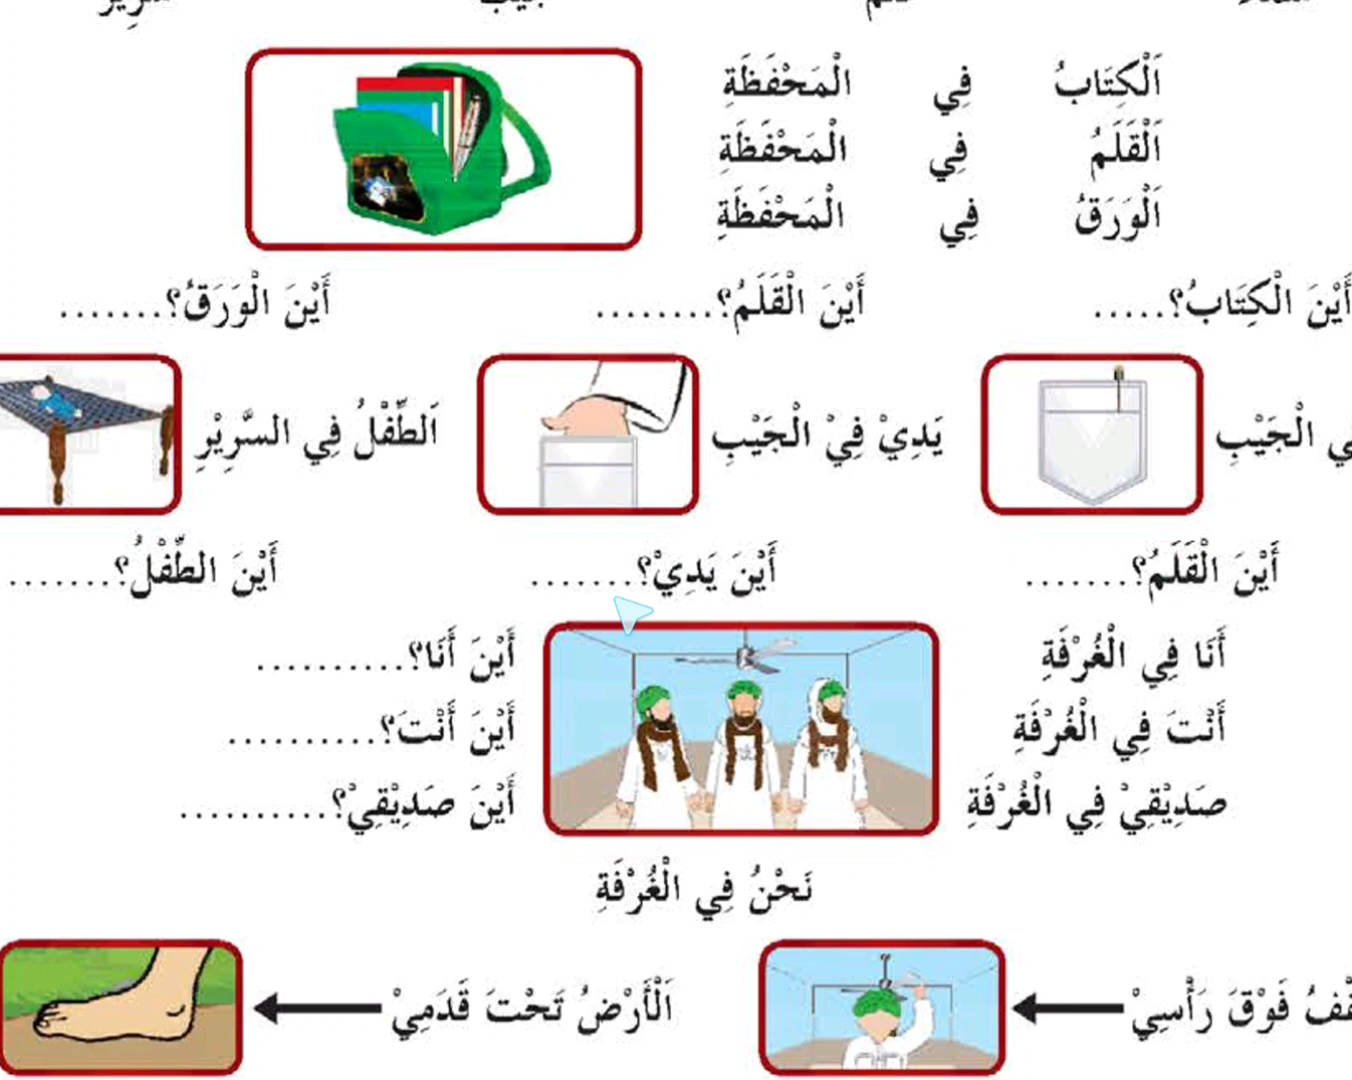 اَلْكِتَابُ فِي الْمَحْفَظَةِ
اَلْقَلَمُ فِي الْمَحْفَظَةِ
اَلْوَرَقُ فِي الْمَحْفَظَةِ
أَيْنَ الْكِتَابُ؟..... أَيْنَ الْقَلَمُ؟........ أَيْنَ الْوَرَقُ؟.......
الْجَيْبِ يَدِيْ فِيْ الْجَيْبِ اَلطِّفْلُ فِي السَّرِيْرِ
أَيْنَ الْقَلَمُ؟....... أَيْنَ يَدِيْ؟....... أَيْنَ الطِّفْلُ؟.......
أَنَا فِي الْغُرْفَةِ أَيْنَ أَنَا؟..........
أَنْتَ فِي الْغُرْفَةِ أَيْنَ أَنْتَ؟..........
صَدِيْقِيْ فِي الْغُرْفَةِ أَيْنَ صَدِيْقِيْ؟..........
نَحْنُ فِي الْغُرْفَةِ
فَوْقَ رَأْسِيْ اَلْأَرْضُ تَحْتَ قَدَمِيْ